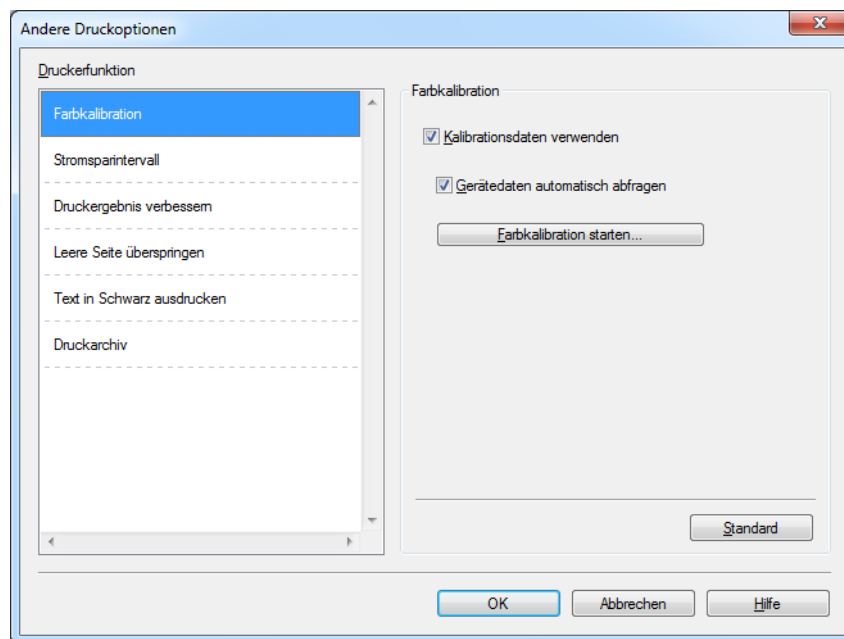 Andere Druckoptionen
Druckerfunktion
Farbkalibration
Stromsparintervall
Druckergebnis verbessern
Leere Seite überspringen
Text in Schwarz ausdrucken
Druckarchiv
Farbkalibration
Kalibrationsdaten verwenden
Gerätedaten automatisch abfragen
Farbkalibration starten...
Standard
OK
Abbrechen
Hilfe